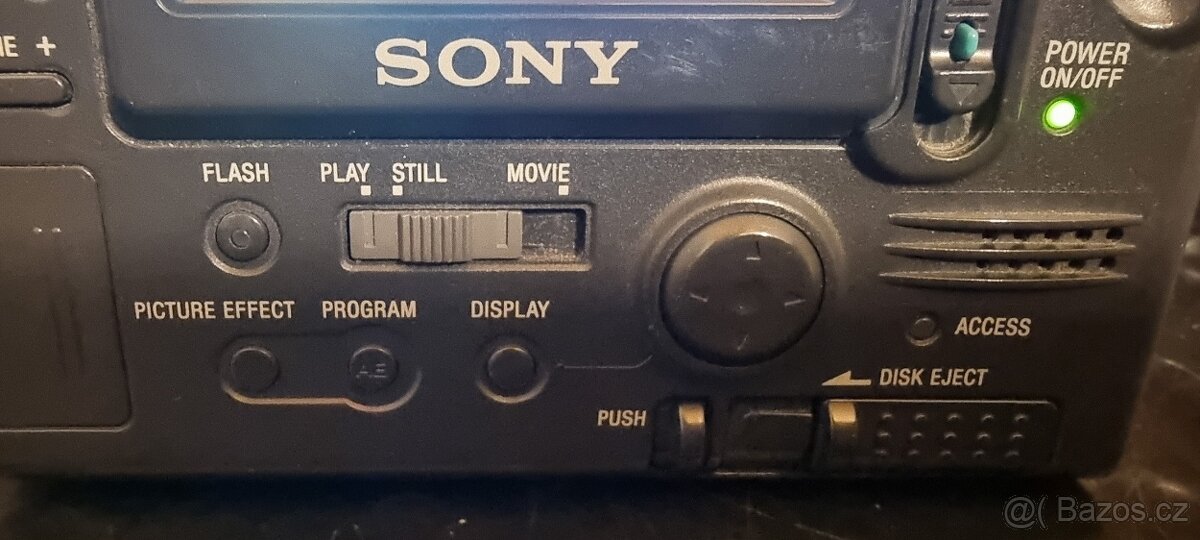 SONY
POWER
ON/OFF
FLASH
PLAY STILL MOVIE
PICTURE EFFECT PROGRAM DISPLAY
AE
ACCESS
DISK EJECT
PUSH
@( Bazos.cz